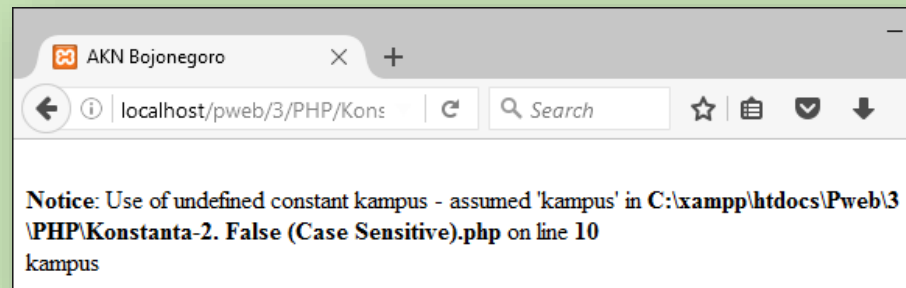 AKN Bojonegoro
localhost/pweb/3/PHP/Kons
Search
Notice: Use of undefined constant kampus - assumed 'kampus' in C:\xampp\htdocs\Pweb\3
\PHP\Konstanta-2. False (Case Sensitive).php on line 10
kampus